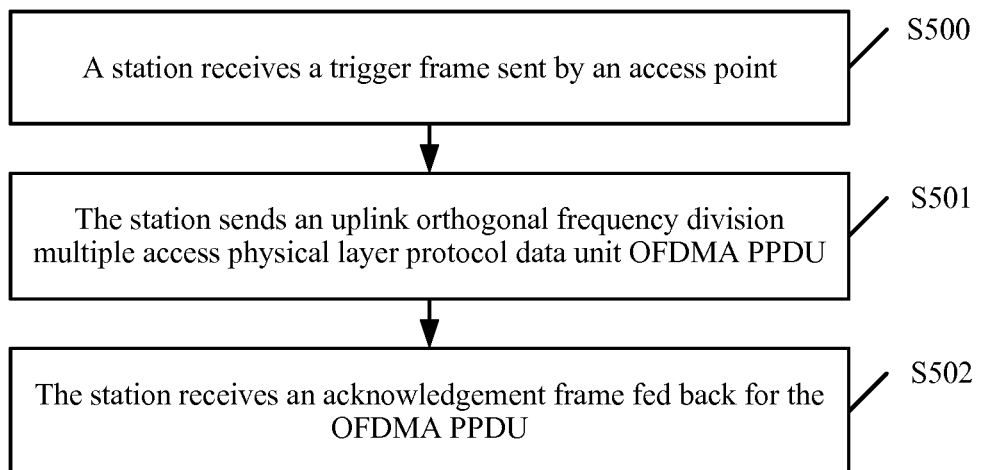 S500
A station receives a trigger frame sent by an access point
S501
The station sends an uplink orthogonal frequency division
multiple access physical layer protocol data unit OFDMA PPDU
S502
The station receives an acknowledgement frame fed back for the
OFDMA PPDU